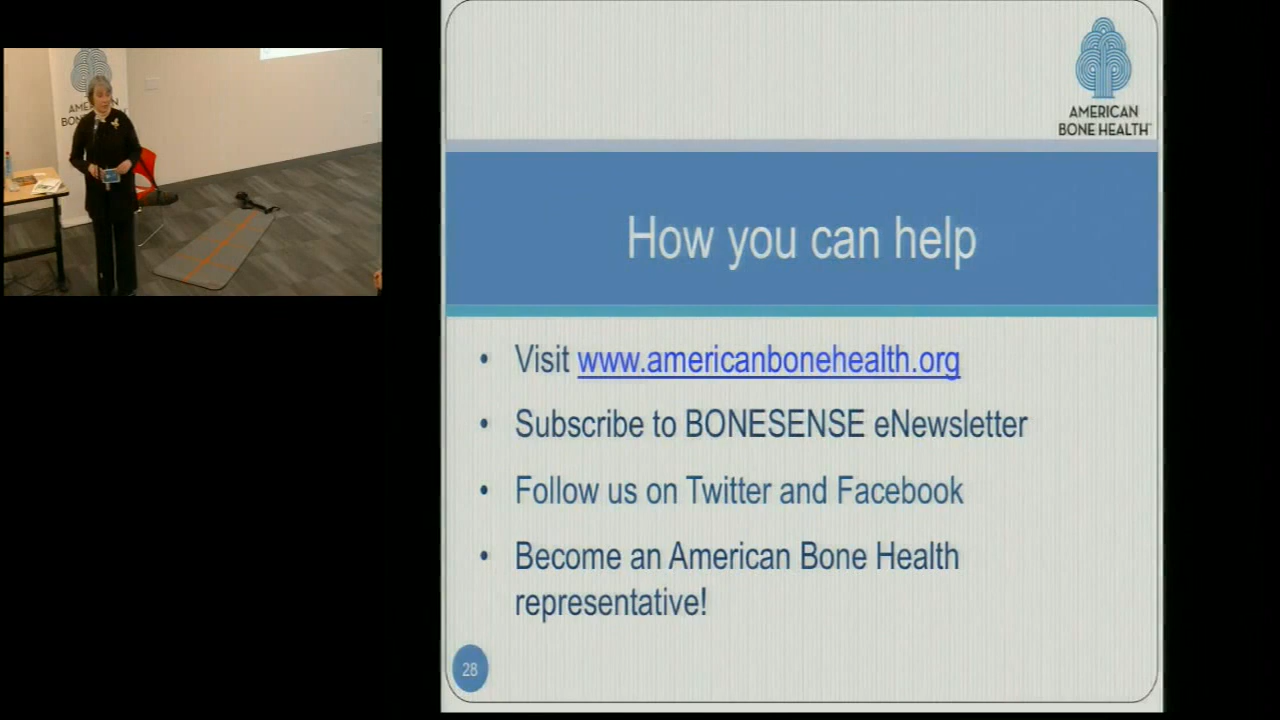 AMERICAN
BONE HEALTH
How you can help
• Visit www.americanbonehealth.org
• Subscribe to BONESENSE eNewsletter
• Follow us on Twitter and Facebook
• Become an American Bone Health
representative!
28